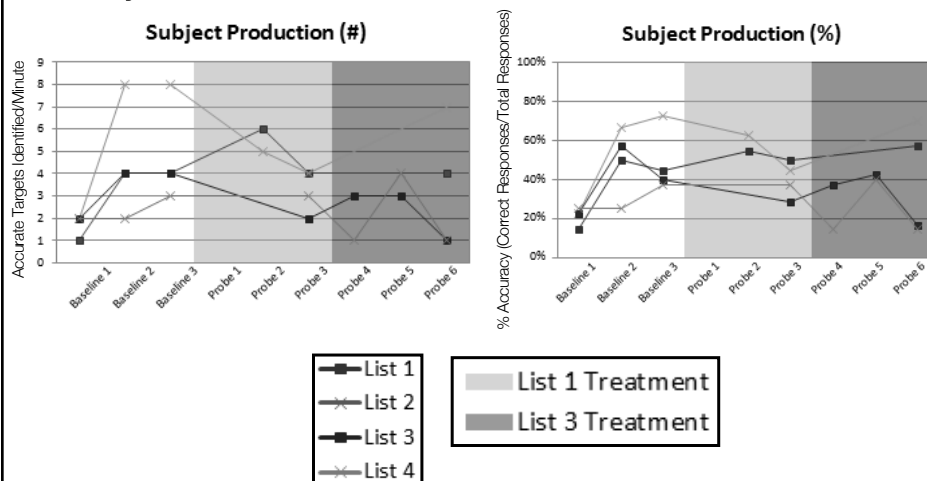 Subject Production (#)
Accurate Targets Identified/Minute
9
8
7
6
5
4
3
2
1
0
Baseline 1
Baseline 2
Baseline 3
Probe 1
Probe 2
Probe 3
Probe 4
Probe 5
Probe 6
Subject Production (%)
% Accuracy (Correct Responses/Total Responses)
100%
80%
60%
40%
20%
0%
Baseline 1
Baseline 2
Baseline 3
Probe 1
Probe 2
Probe 3
Probe 4
Probe 5
Probe 6
List 1
List 2
List 3
List 4
List 1 Treatment
List 3 Treatment